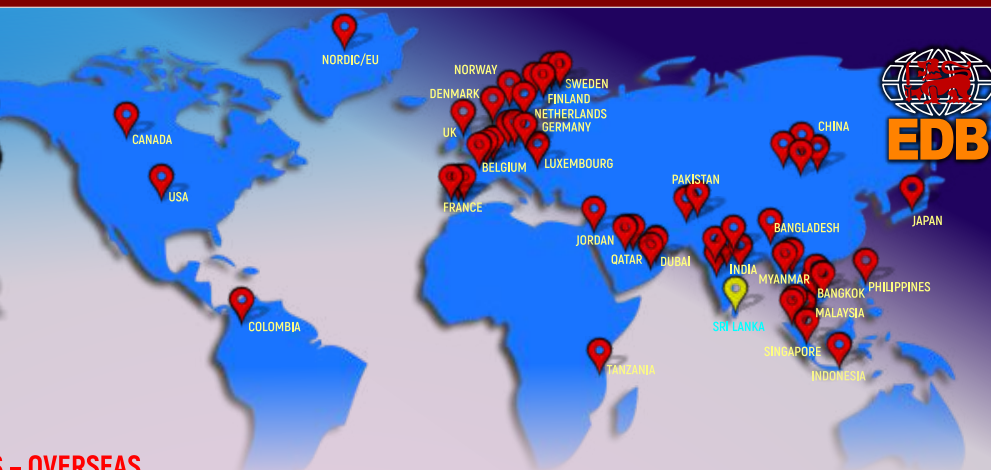 NORDIC/EU
NORWAY
SWEDEN
DENMARK
FINLAND
NETHERLANDS
UK
GERMANY
CANADA
CHINA
EDB
BELGIUM
LUXEMBOURG
PAKISTAN
USA
FRANCE
JAPAN
JORDAN
BANGLADESH
QATAR
DUBAI
INDIA
MYANMAR
PHILIPPINES
BANGKOK
MALAYSIA
SRI LANKA
COLOMBIA
SINGAPORE
TANZANIA
INDONESIA
– OVERSEAS